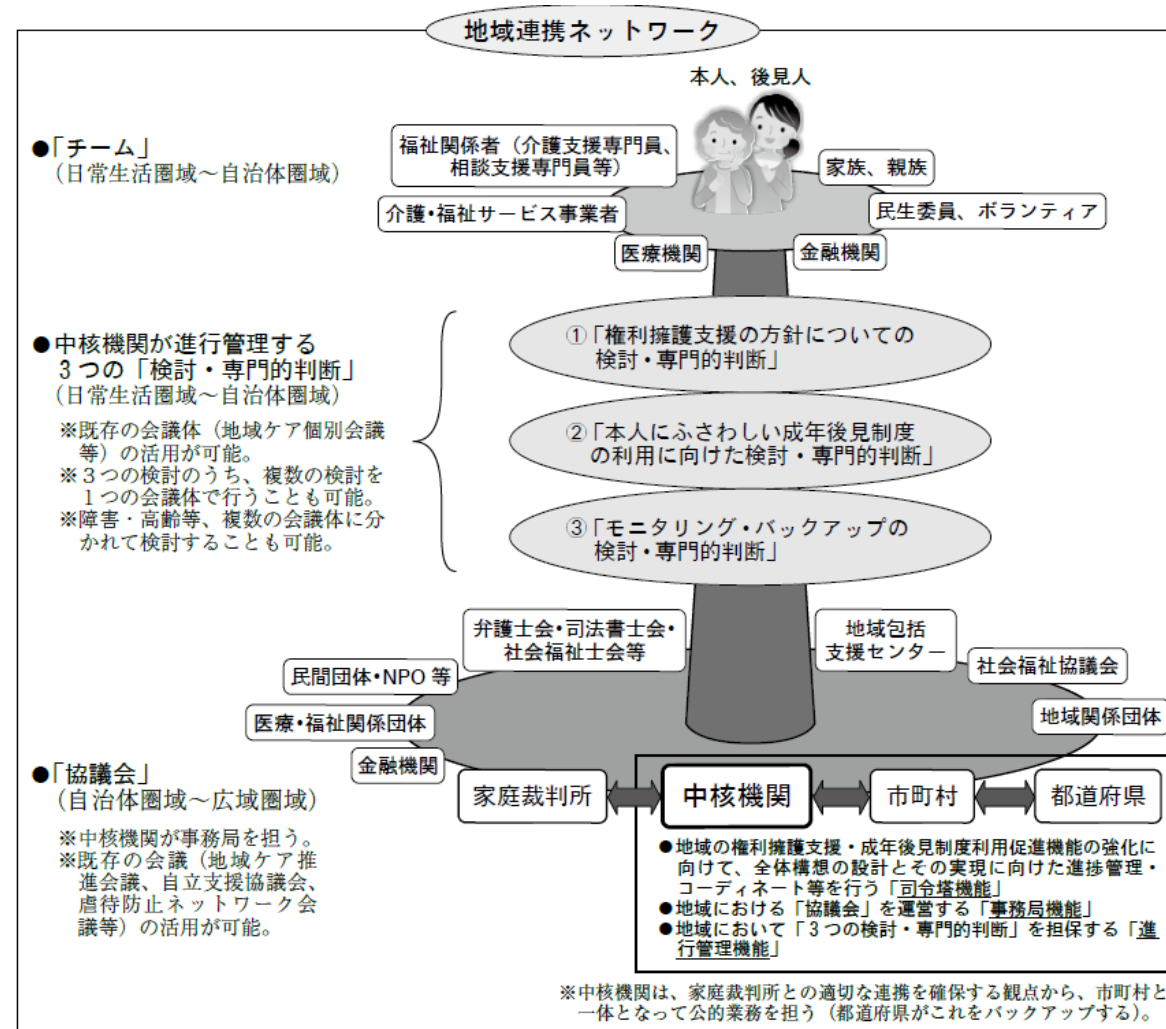 地域連携ネットワーク
本人、後見人
●「チーム」
（日常生活圏域～自治体圏域）
福祉関係者（介護支援専門員、
相談支援専門員等）
家族、親族
介護・福祉サービス事業者
民生委員、ボランティア
医療機関
金融機関
●中核機関が進行管理する
3つの「検討・専門的判断」
（日常生活圏域～自治体圏域）
※既存の会議体（地域ケア個別会議
等）の活用が可能。
※３つの検討のうち、複数の検討を
１つの会議体で行うことも可能。
※障害・高齢等、複数の会議体に分
かれて検討することも可能。
①「権利擁護支援の方針についての
検討・専門的判断」
②「本人にふさわしい成年後見制度
の利用に向けた検討・専門的判断」
③「モニタリング・バックアップの
検討・専門的判断」
弁護士会・司法書士会・
社会福祉士会等
地域包括
支援センター
民間団体・NPO 等
社会福祉協議会
医療・福祉関係団体
地域関係団体
金融機関
●「協議会」
（自治体圏域～広域圏域）
※中核機関が事務局を担う。
※既存の会議（地域ケア推
進会議、自立支援協議会、
虐待防止ネットワーク会
議等）の活用が可能。
家庭裁判所
中核機関
市町村
都道府県
●地域の権利擁護支援・成年後見制度利用促進機能の強化に
向けて、全体構想の設計とその実現に向けた進捗管理・
コーディネート等を行う「司令塔機能」
●地域における「協議会」を運営する「事務局機能」
●地域において「３つの検討・専門的判断」を担保する「進
行管理機能」
※中核機関は、家庭裁判所との適切な連携を確保する観点から、市町村と
一体となって公的業務を担う（都道府県がこれをバックアップする）。